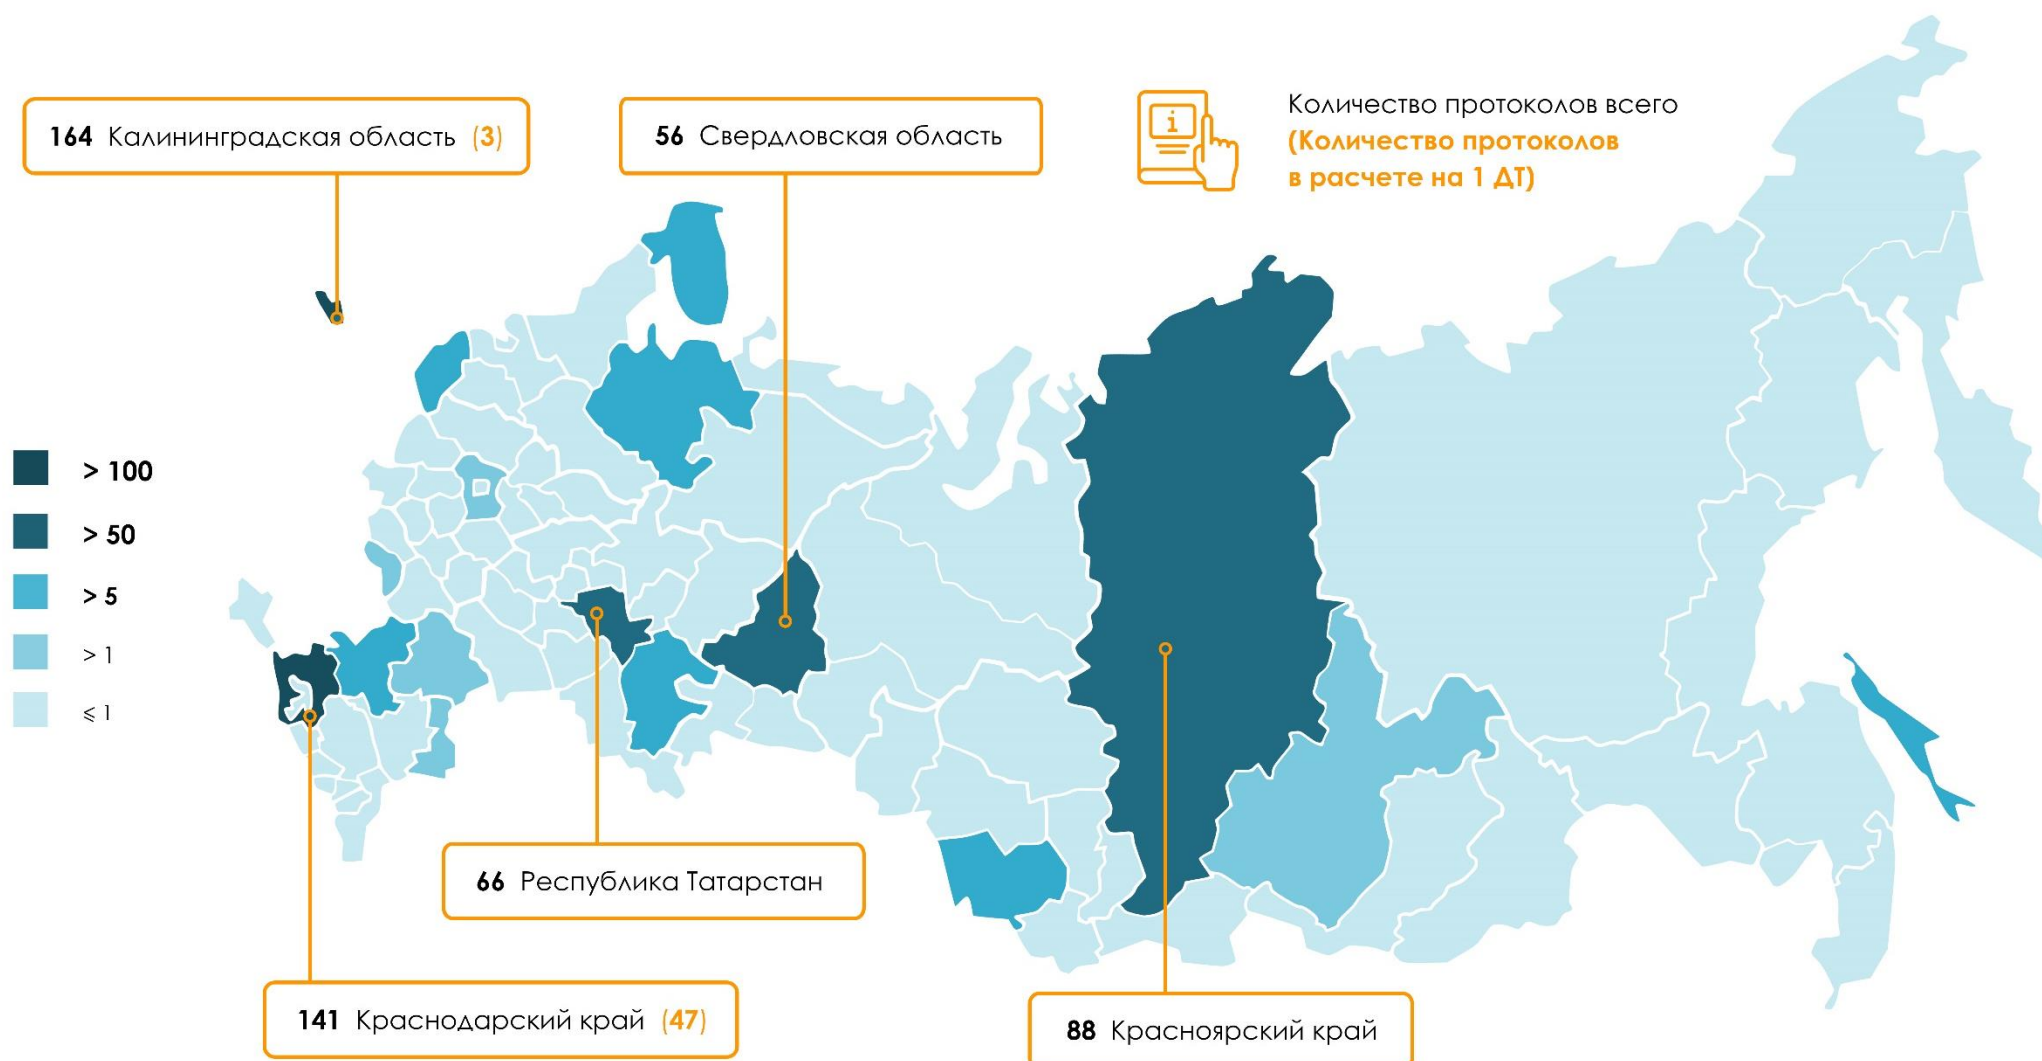 164 Калининградская область (3)
56 Свердловская область
i
Количество протоколов всего
(Количество протоколов
в расчете на 1 ДТ)
> 100
> 50
> 5
> 1
⩽ 1
66 Республика Татарстан
141 Краснодарский край (47)
88 Красноярский край